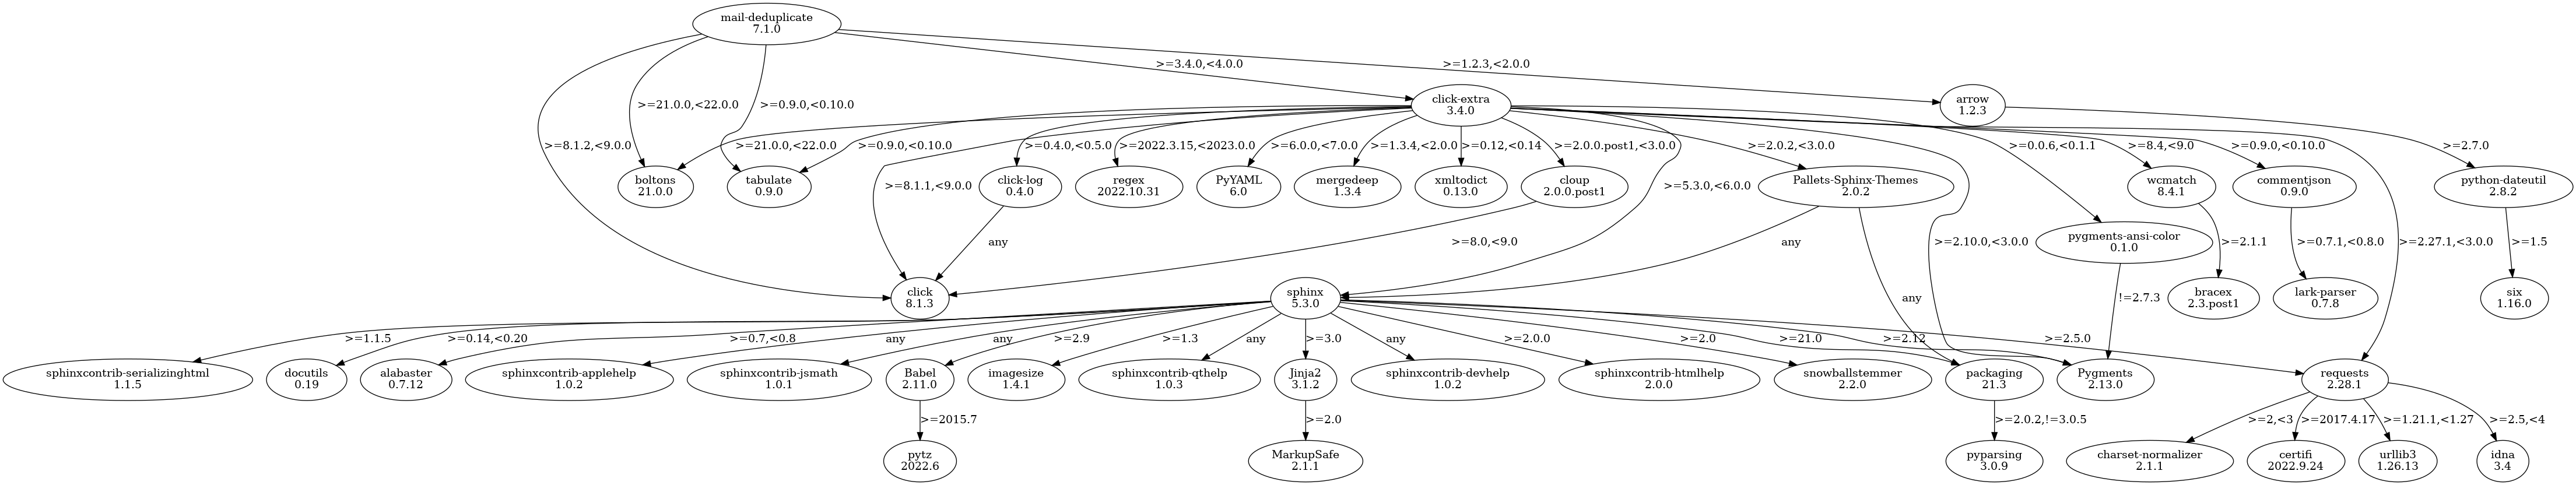 mail-deduplicate
7.1.0
>=3.4.0,<4.0.0
>=1.2.3,<2.0.0
>=21.0.0,<22.0.0
>=0.9.0,<0.10.0
click-extra
3.4.0
arrow
1.2.3
>=8.1.2,<9.0.0
>=21.0.0,<22.0.0
>=0.9.0,<0.10.0
>=0.4.0,<0.5.0
>=2022.3.15,<2023.0.0
>=6.0.0,<7.0.0
>=1.3.4,<2.0.0
>=0.12,<0.14
>=2.0.0.post1,<3.0.0
>=2.0.2,<3.0.0
>=0.0.6,<0.1.1
>=8.4,<9.0
>=0.9.0,<0.10.0
>=2.7.0
boltons
21.0.0
tabulate
0.9.0
>=8.1.1,<9.0.0
click-log
0.4.0
regex
2022.10.31
PyYAML
6.0
mergedeep
1.3.4
xmltodict
0.13.0
cloup
2.0.0.post1
>=5.3.0,<6.0.0
Pallets-Sphinx-Themes
2.0.2
wcmatch
8.4.1
commentjson
0.9.0
python-dateutil
2.8.2
any
>=8.0,<9.0
any
>=2.10.0,<3.0.0
pygments-ansi-color
0.1.0
>=2.1.1
>=0.7.1,<0.8.0
>=2.27.1,<3.0.0
>=1.5
click
8.1.3
sphinx
5.3.0
any
!=2.7.3
bracex
2.3.post1
lark-parser
0.7.8
six
1.16.0
>=1.1.5
>=0.14,<0.20
>=0.7,<0.8
any
any
>=2.9
>=1.3
any
>=3.0
any
>=2.0.0
>=2.0
>=21.0
>=2.12
>=2.5.0
sphinxcontrib-serializinghtml
1.1.5
docutils
0.19
alabaster
0.7.12
sphinxcontrib-applehelp
1.0.2
sphinxcontrib-jsmath
1.0.1
Babel
2.11.0
imagesize
1.4.1
sphinxcontrib-qthelp
1.0.3
Jinja2
3.1.2
sphinxcontrib-devhelp
1.0.2
sphinxcontrib-htmlhelp
2.0.0
snowballstemmer
2.2.0
packaging
21.3
Pygments
2.13.0
requests
2.28.1
>=2015.7
>=2.0
>=2.0.2,!=3.0.5
>=2,<3
>=2017.4.17
>=1.21.1,<1.27
>=2.5,<4
pytz
2022.6
MarkupSafe
2.1.1
pyparsing
3.0.9
charset-normalizer
2.1.1
certifi
2022.9.24
urllib3
1.26.13
idna
3.4